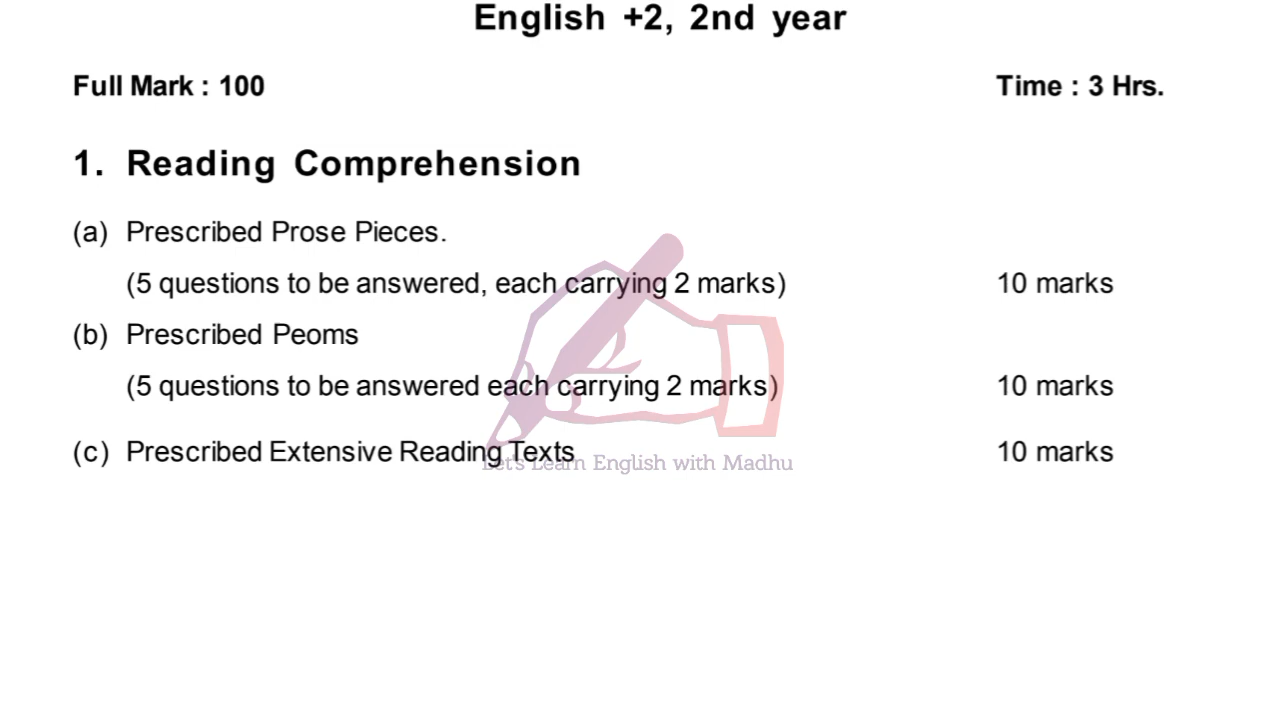 English +2, 2nd year
Full Mark : 100 Time : 3 Hrs.
1. Reading Comprehension
(a) Prescribed Prose Pieces.
(5 questions to be answered, each carrying 2 marks) 10 marks
(b) Prescribed Peoms
(5 questions to be answered each carrying 2 marks) 10 marks
(c) Prescribed Extensive Reading Texts 10 marks
Let's Learn English with Madhu